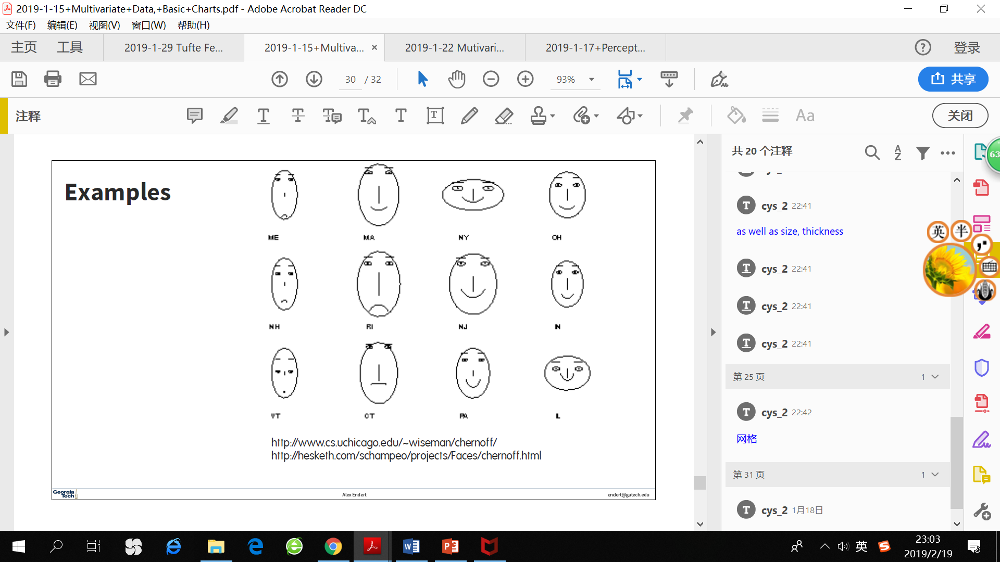 2019-1-15+Multivariate+Data,+Basic+Charts.pdf - Adobe Acrobat Reader DC
文件(F) 编辑(E) 视图(V) 窗口(W) 帮助(H)
主页 工具 2019-1-29 Tufte Fe... 2019-1-15+Multiva... 2019-1-22 Mutivari... 2019-1-17+Percept... 登录
30 / 32 93% 共享
注释 Aa 关闭
共 20 个注释
63
Examples
ME MA NY OH
NH RI NJ IN
VT CT PA IL
http://www.cs.uchicago.edu/~wiseman/chernoff/
http://hesketh.com/schampeo/projects/Faces/chernoff.html
Georgia Tech Alex Endert endert@gatech.edu
cys_2 22:41
as well as size, thickness
cys_2 22:41
cys_2 22:41
cys_2 22:41
第 25 页 1
cys_2 22:42
网格
第 31 页 1
cys_2 1月18日
英 半
英
23:03
2019/2/19